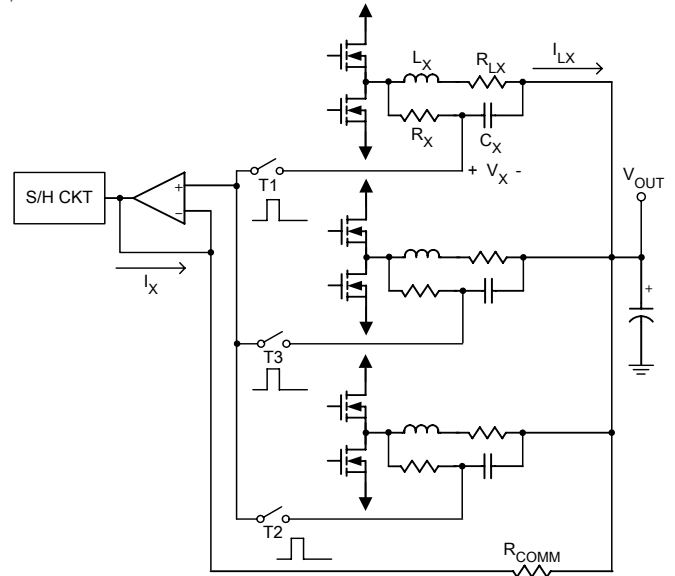 L_X
R_LX
I_LX
R_X
C_X
+ V_X -
T1
S/H CKT
+
−
I_X
V_OUT
+
T3
T2
R_COMM